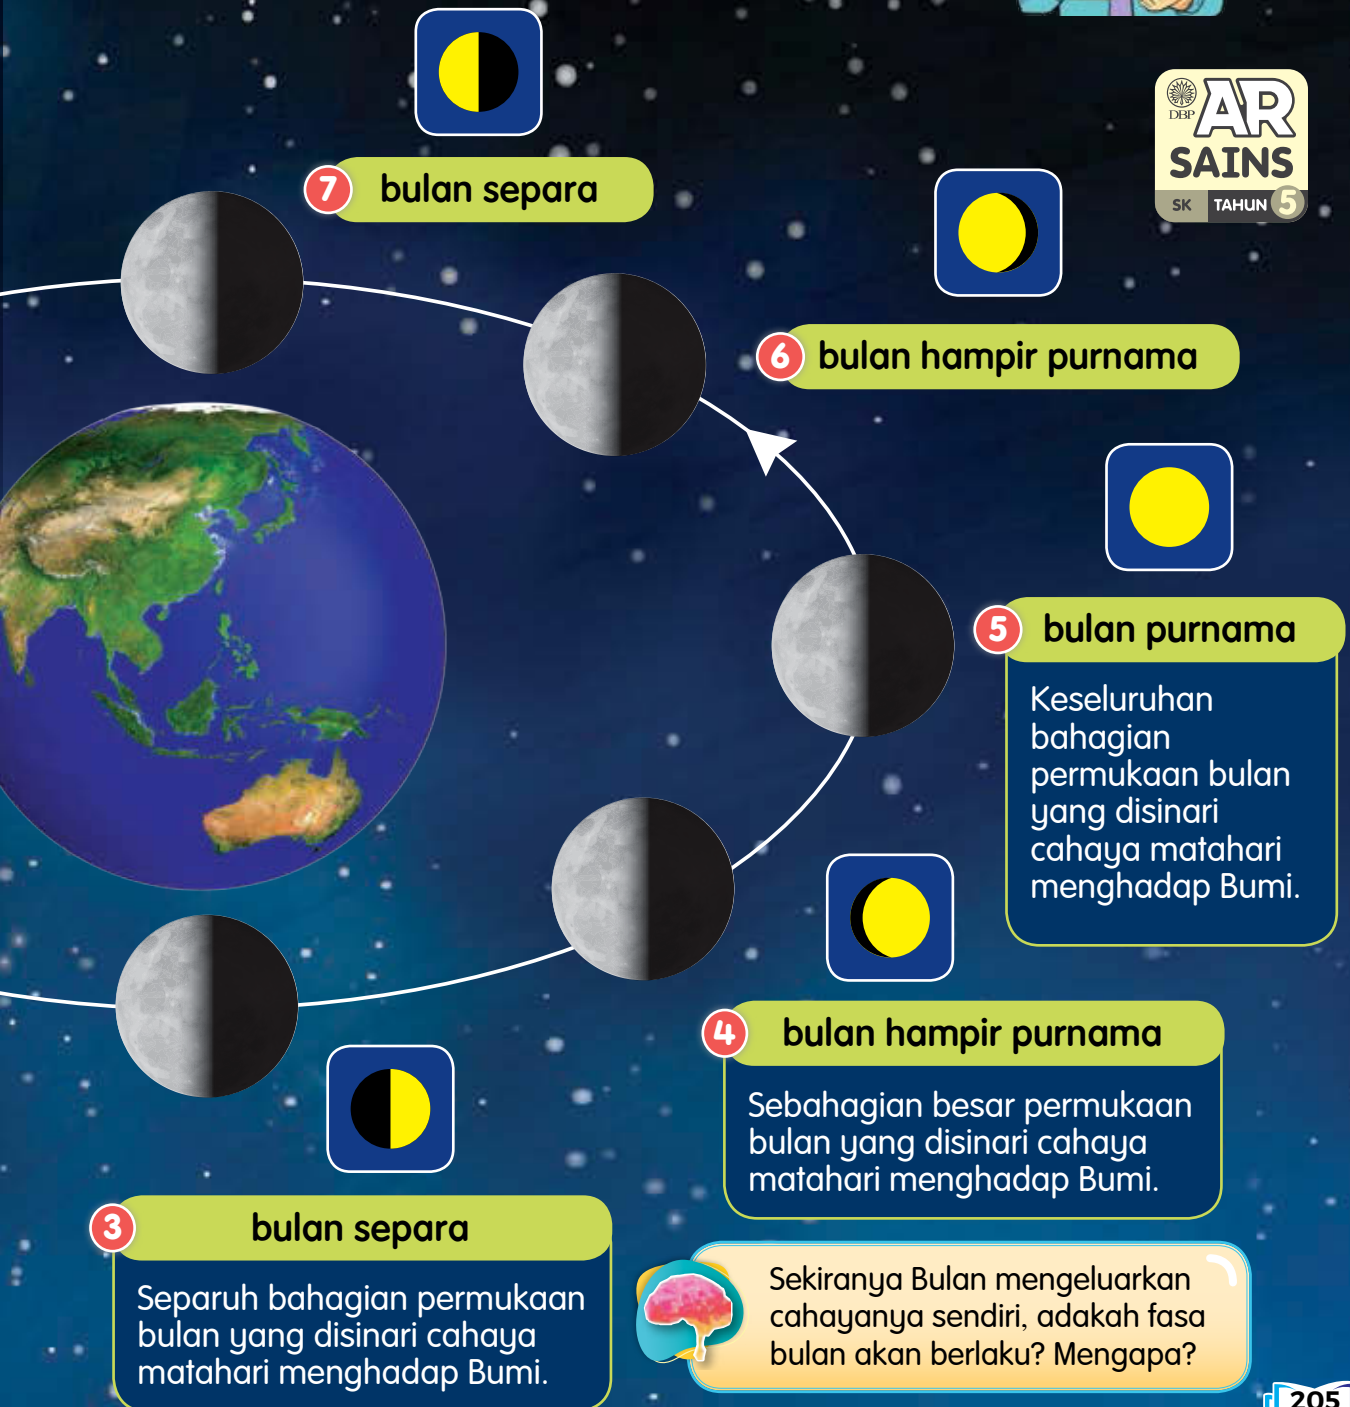 DBP
AR
SAINS
SK TAHUN 5
7 bulan separa
6 bulan hampir purnama
5 bulan purnama
Keseluruhan
bahagian
permukaan bulan
yang disinari
cahaya matahari
menghadap Bumi.
4 bulan hampir purnama
Sebahagian besar permukaan
bulan yang disinari cahaya
matahari menghadap Bumi.
3 bulan separa
Separuh bahagian permukaan
bulan yang disinari cahaya
matahari menghadap Bumi.
Sekiranya Bulan mengeluarkan
cahayanya sendiri, adakah fasa
bulan akan berlaku? Mengapa?
205